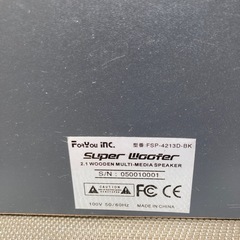 ForYou inc. 型番 FSP-4213D-BK
Super Woofer
2.1 WOODEN MULTI-MEDIA SPEAKER
S/N : 050010001
FC CE
100V 50/60Hz MADE IN CHINA